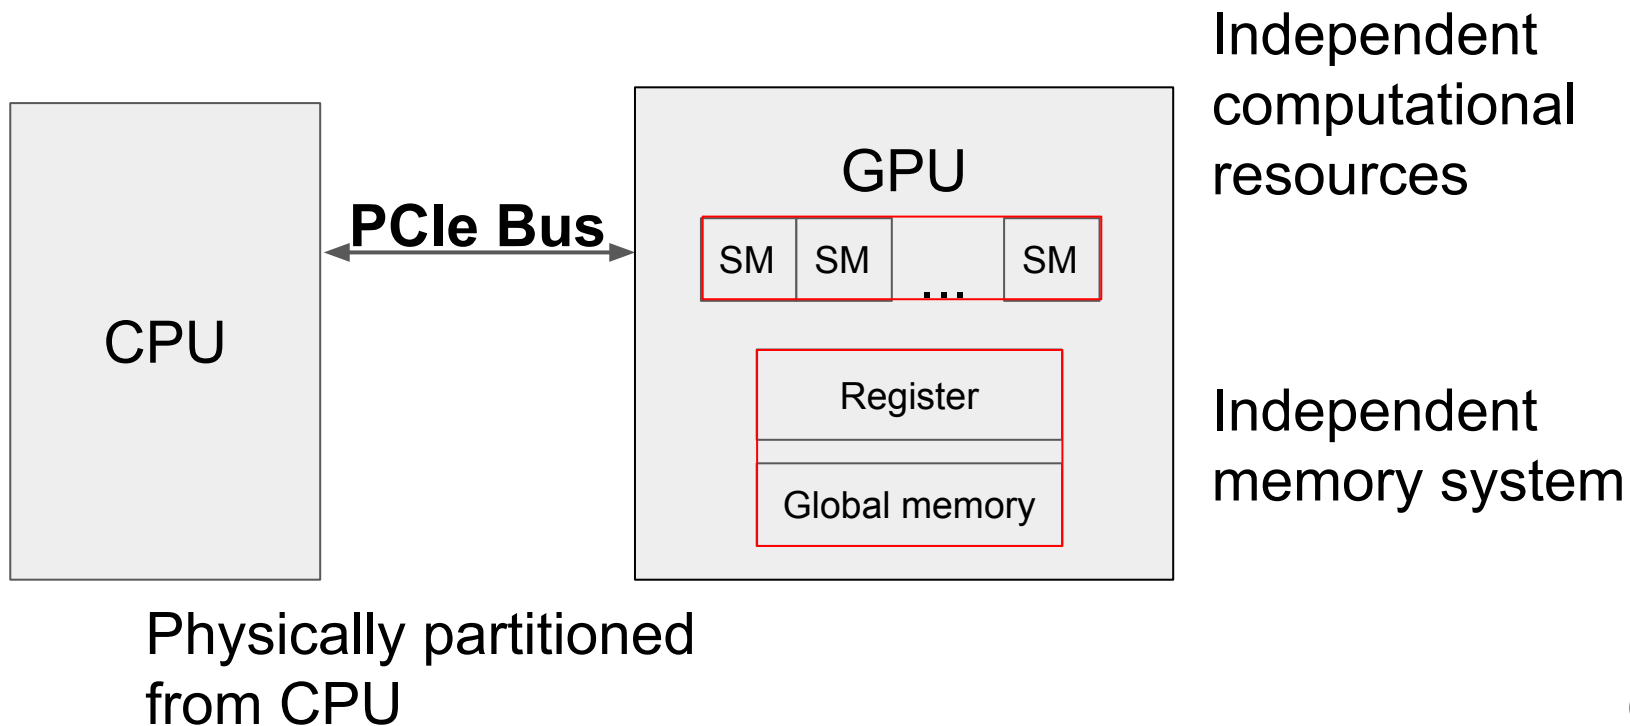 Independent
computational
resources
GPU
PCIe Bus
SM SM ... SM
CPU
Register
Independent
memory system
Global memory
Physically partitioned
from CPU